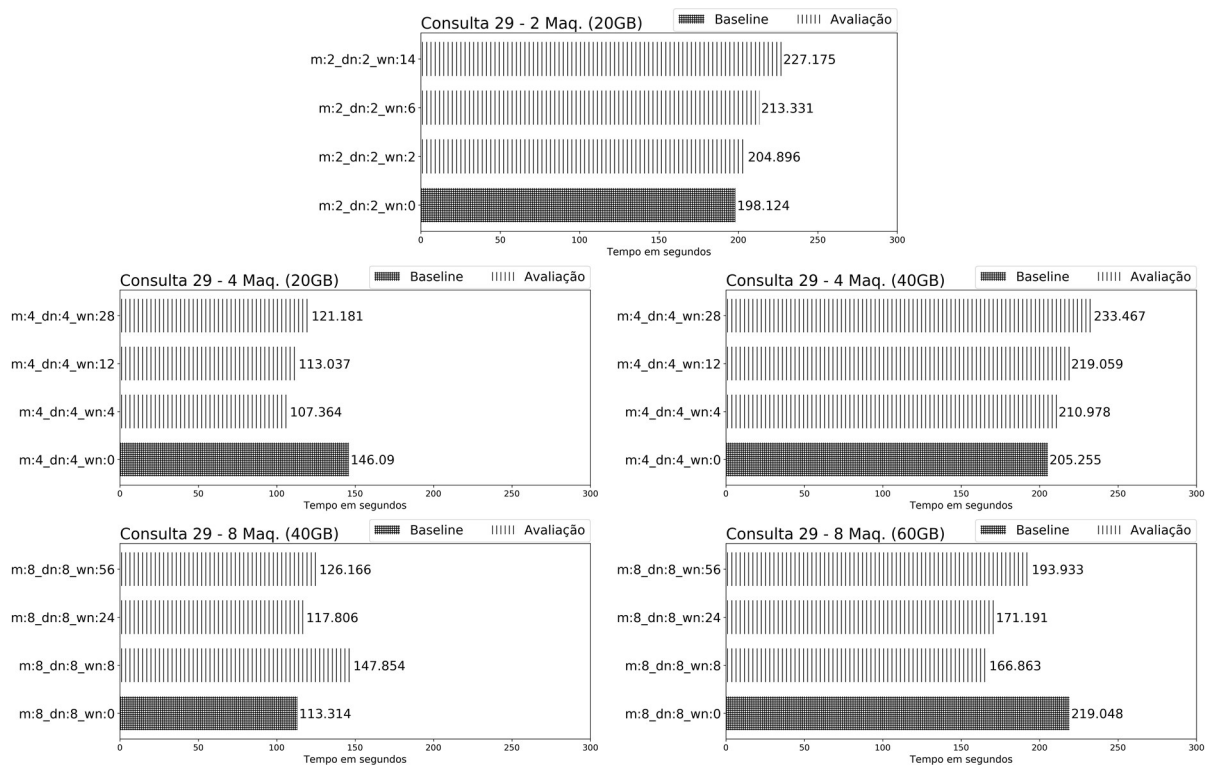 Consulta 29 - 2 Maq. (20GB)
Baseline Avaliação
m:2_dn:2_wn:14 227.175
m:2_dn:2_wn:6 213.331
m:2_dn:2_wn:2 204.896
m:2_dn:2_wn:0 198.124
0 50 100 150 200 250 300
Tempo em segundos
Consulta 29 - 4 Maq. (20GB)
Baseline Avaliação
m:4_dn:4_wn:28 121.181
m:4_dn:4_wn:12 113.037
m:4_dn:4_wn:4 107.364
m:4_dn:4_wn:0 146.09
0 50 100 150 200 250 300
Tempo em segundos
Consulta 29 - 4 Maq. (40GB)
Baseline Avaliação
m:4_dn:4_wn:28 233.467
m:4_dn:4_wn:12 219.059
m:4_dn:4_wn:4 210.978
m:4_dn:4_wn:0 205.255
0 50 100 150 200 250 300
Tempo em segundos
Consulta 29 - 8 Maq. (40GB)
Baseline Avaliação
m:8_dn:8_wn:56 126.166
m:8_dn:8_wn:24 117.806
m:8_dn:8_wn:8 147.854
m:8_dn:8_wn:0 113.314
0 50 100 150 200 250 300
Tempo em segundos
Consulta 29 - 8 Maq. (60GB)
Baseline Avaliação
m:8_dn:8_wn:56 193.933
m:8_dn:8_wn:24 171.191
m:8_dn:8_wn:8 166.863
m:8_dn:8_wn:0 219.048
0 50 100 150 200 250 300
Tempo em segundos